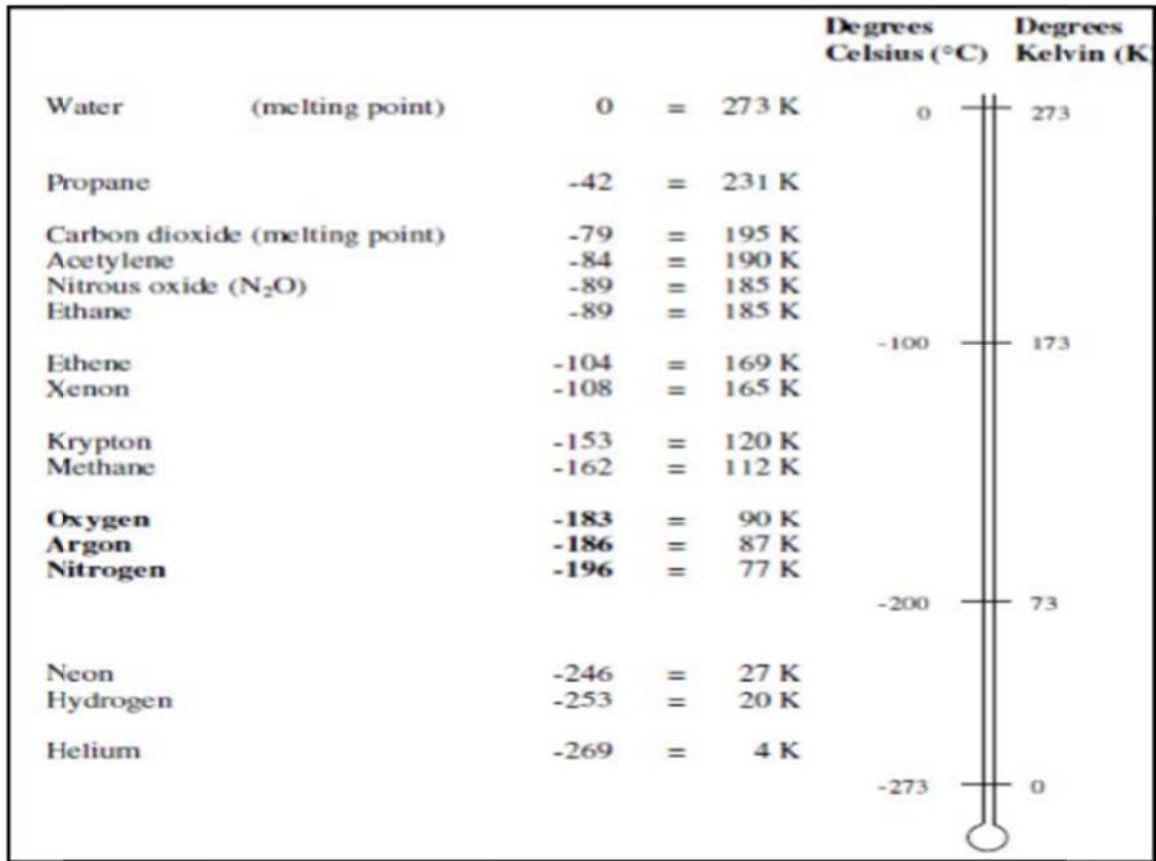 Degrees Degrees
Celsius (°C) Kelvin (K
Water (melting point) 0 = 273 K 0 273
Propane -42 = 231 K
Carbon dioxide (melting point) -79 = 195 K
Acetylene -84 = 190 K
Nitrous oxide (N₂O) -89 = 185 K
Ethane -89 = 185 K
-100 173
Ethene -104 = 169 K
Xenon -108 = 165 K
Krypton -153 = 120 K
Methane -162 = 112 K
Oxygen -183 = 90 K
Argon -186 = 87 K
Nitrogen -196 = 77 K
-200 73
Neon -246 = 27 K
Hydrogen -253 = 20 K
Helium -269 = 4 K
-273 0